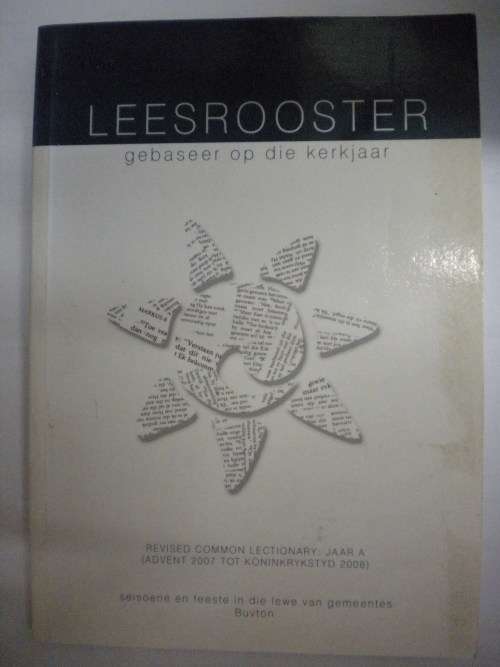 LEESROOSTER
gebaseer op die kerkjaar
REVISED COMMON LECTIONARY: JAAR A
(ADVENT 2007 TOT KONINKRYKSTYD 2008)
seisoene en feeste in die lewe van gemeentes
Buvton